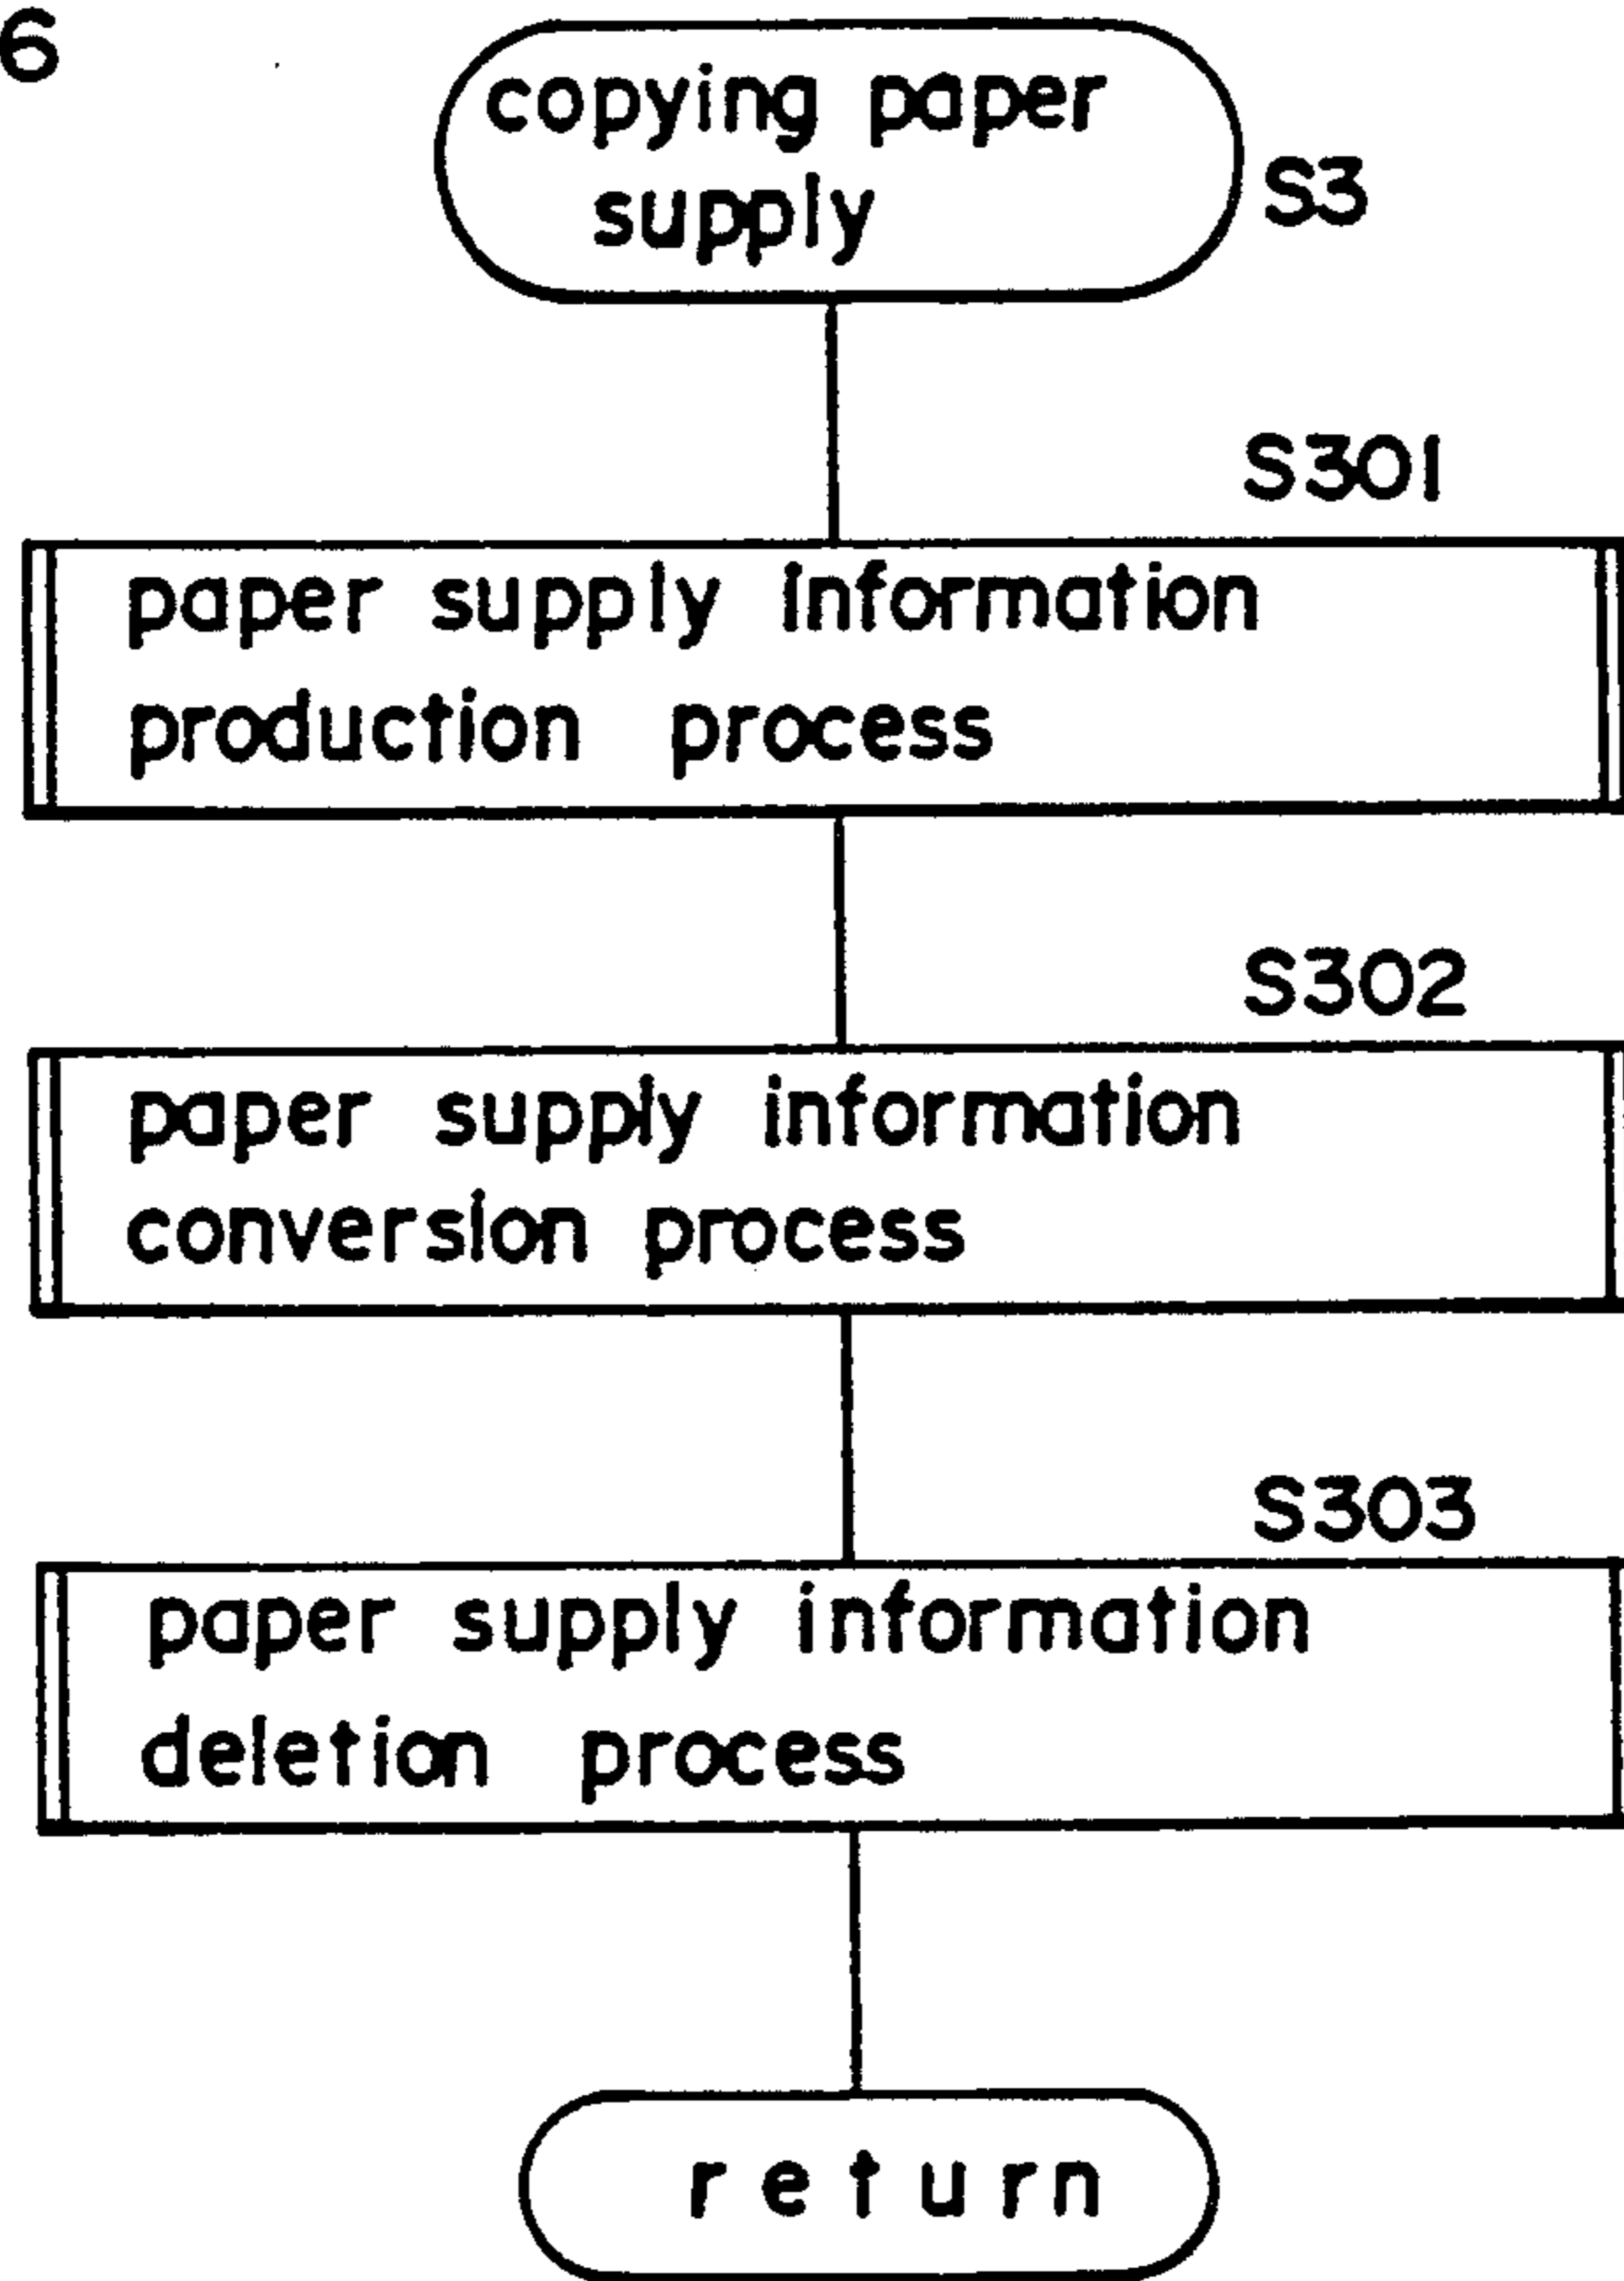 6
copying paper
supply
S3
S301
paper supply information
production process
S302
paper supply information
conversion process
S303
paper supply information
deletion process
return